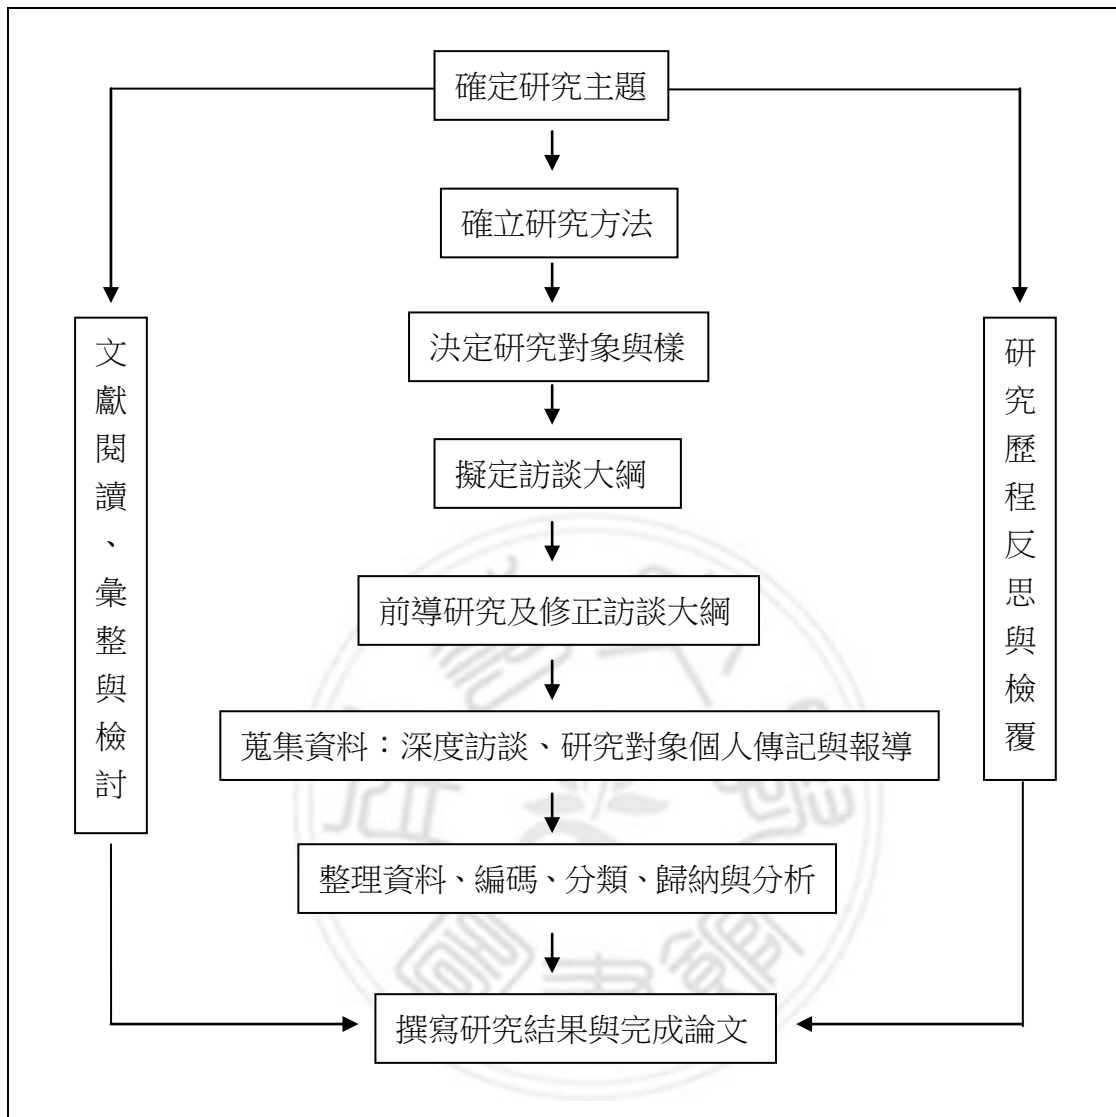 確定研究主題
確立研究方法
決定研究對象與樣
擬定訪談大綱
前導研究及修正訪談大綱
蒐集資料：深度訪談、研究對象個人傳記與報導
整理資料、編碼、分類、歸納與分析
撰寫研究結果與完成論文
文獻閱讀、彙整與檢討
研究歷程反思與檢覆